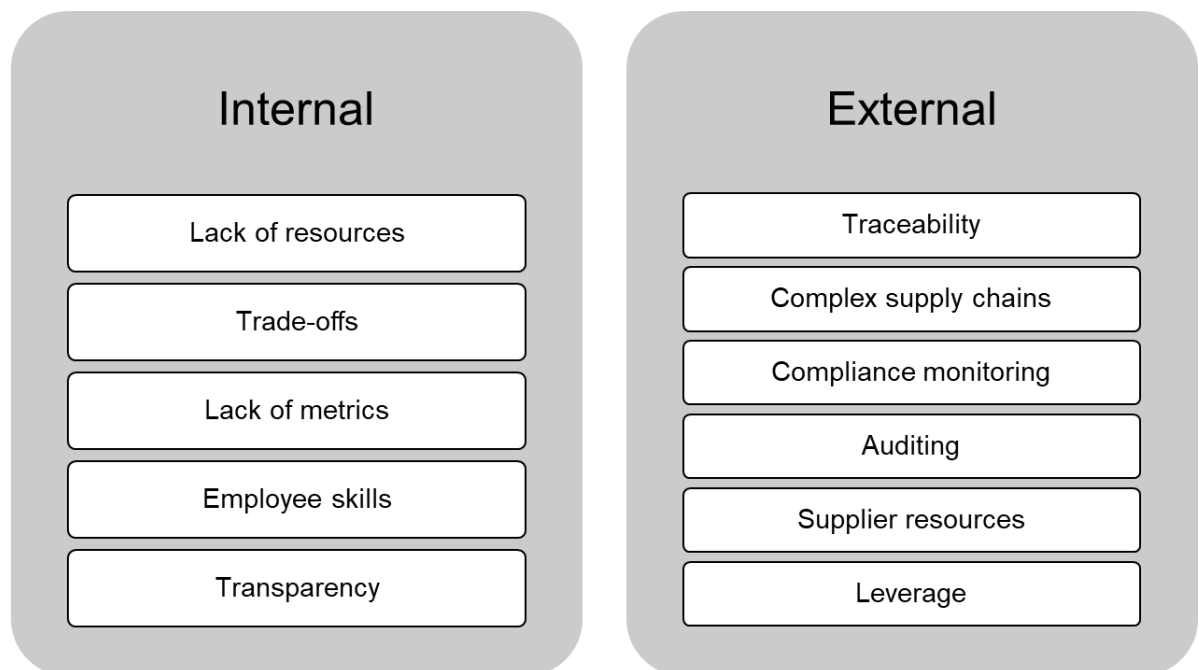 Internal
Lack of resources
Trade-offs
Lack of metrics
Employee skills
Transparency
External
Traceability
Complex supply chains
Compliance monitoring
Auditing
Supplier resources
Leverage